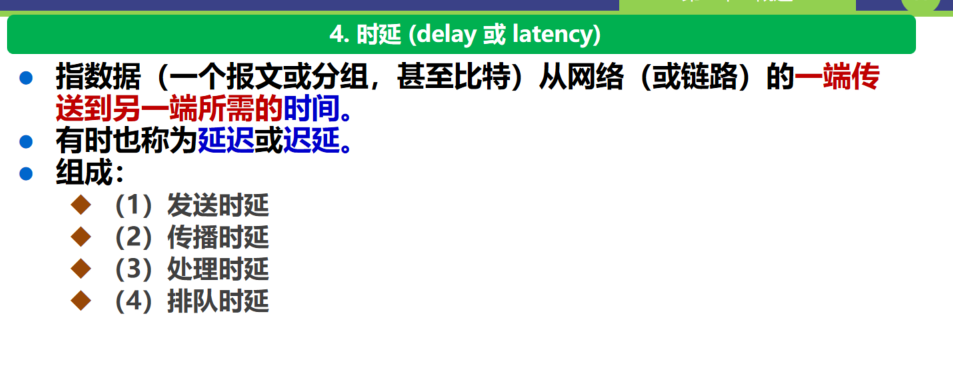 4. 时延 (delay 或 latency)
指数据（一个报文或分组，甚至比特）从网络（或链路）的一端传
送到另一端所需的时间。
有时也称为延迟或迟延。
组成：
（1）发送时延
（2）传播时延
（3）处理时延
（4）排队时延